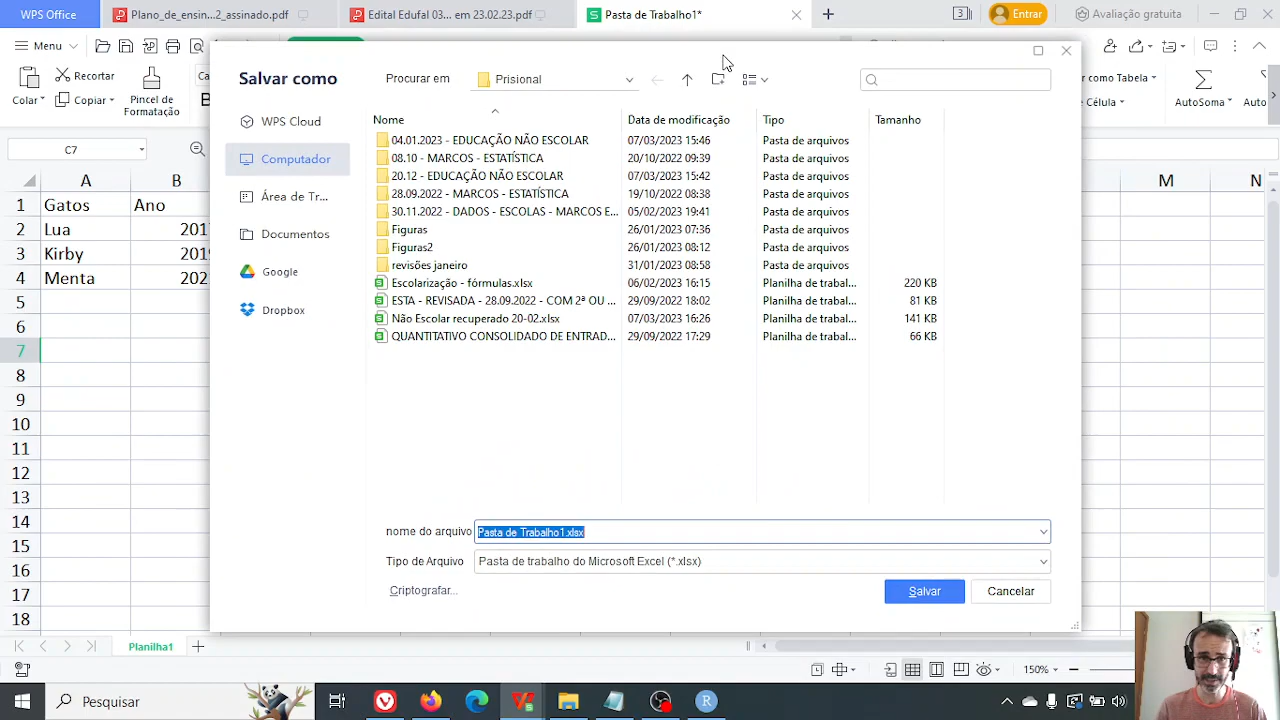 WPS Office
Plano_de_ensin...2_assinado.pdf
Edital Edufal 03... em 23.02.23.pdf
Pasta de Trabalho1*
Entrar
Avaliação gratuita
Menu
Salvar como
Procurar em
Prisional
Recortar
Colar
Copiar
Pincel de
Formatação
como Tabela
Célula
AutoSoma
C7
WPS Cloud
Computador
Área de Tr...
Documentos
Google
Dropbox
Nome
Data de modificação
Tipo
Tamanho
04.01.2023 - EDUCAÇÃO NÃO ESCOLAR 07/03/2023 15:46 Pasta de arquivos
08.10 - MARCOS - ESTATÍSTICA 20/10/2022 09:39 Pasta de arquivos
20.12 - EDUCAÇÃO NÃO ESCOLAR 07/03/2023 15:42 Pasta de arquivos
28.09.2022 - MARCOS - ESTATÍSTICA 19/10/2022 08:38 Pasta de arquivos
30.11.2022 - DADOS - ESCOLAS - MARCOS E... 05/02/2023 19:41 Pasta de arquivos
Figuras 26/01/2023 07:36 Pasta de arquivos
Figuras2 26/01/2023 08:12 Pasta de arquivos
revisões janeiro 31/01/2023 08:58 Pasta de arquivos
Escolarização - fórmulas.xlsx 06/02/2023 16:15 Planilha de trabal... 220 KB
ESTA - REVISADA - 28.09.2022 - COM 2ª OU ... 29/09/2022 18:02 Planilha de trabal... 81 KB
Não Escolar recuperado 20-02.xlsx 07/03/2023 16:26 Planilha de trabal... 141 KB
QUANTITATIVO CONSOLIDADO DE ENTRAD... 29/09/2022 17:29 Planilha de trabal... 66 KB
A B M N
1 Gatos Ano
2 Lua 201
3 Kirby 201
4 Menta 202
5
6
7
8
9
10
11
12
13
14
15
16
17
18
nome do arquivo Pasta de Trabalho1.xlsx
Tipo de Arquivo Pasta de trabalho do Microsoft Excel (*.xlsx)
Criptografar...
Salvar
Cancelar
Planilha1
150%
Pesquisar